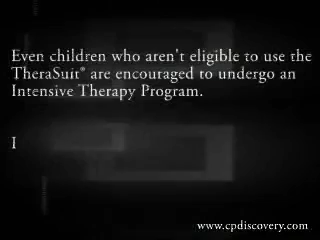 Even children who aren't eligible to use the
TheraSuit® are encouraged to undergo an
Intensive Therapy Program.
I
www.cpdiscovery.com